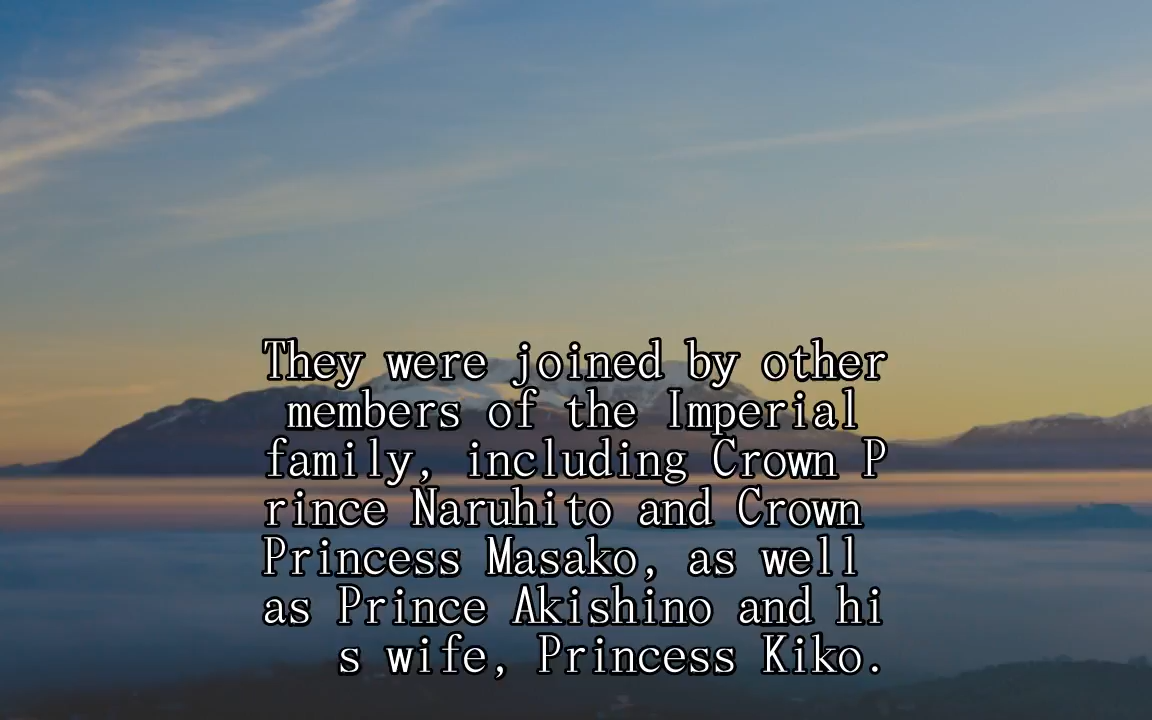 They were joined by other
members of the Imperial
family, including Crown P
rince Naruhito and Crown
Princess Masako, as well
as Prince Akishino and hi
s wife, Princess Kiko.